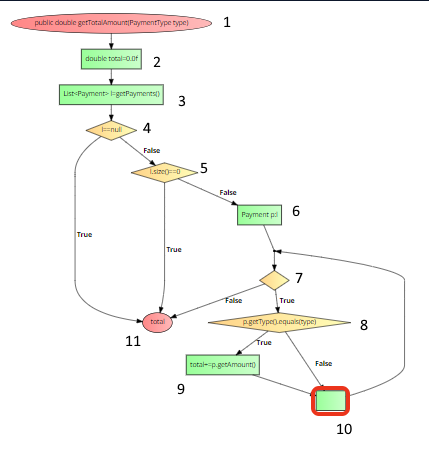 public double getTotalAmount(PaymentType type)
1
double total=0.0f
2
List<Payment> l=getPayments()
3
l==null
4
False
l.size()==0
5
False
Payment p:l
6
True
True
7
False
True
total
11
p.getType().equals(type)
8
True
False
total+=p.getAmount()
9
10